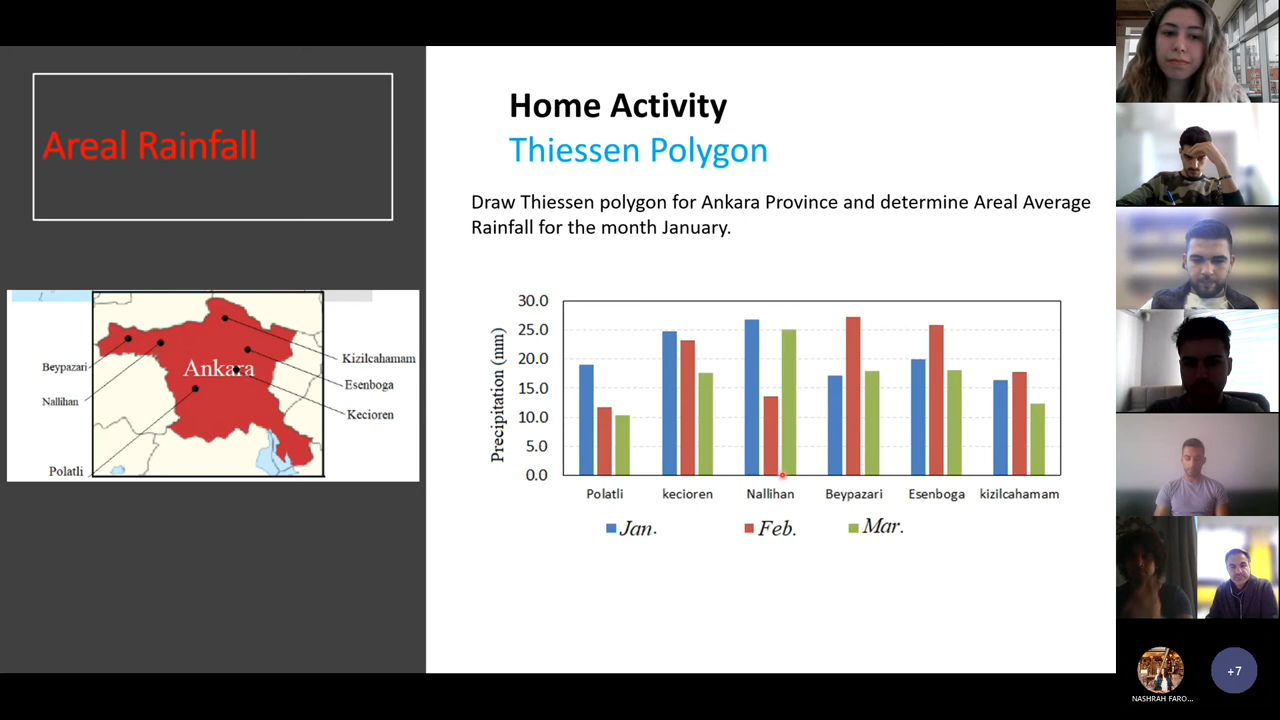 Areal Rainfall
Home Activity
Thiessen Polygon
Draw Thiessen polygon for Ankara Province and determine Areal Average
Rainfall for the month January.
Beypazari
Nallihan
Polatli
Ankara
Kizilcahamam
Esenboga
Kecioren
Precipitation (mm)
30.0
25.0
20.0
15.0
10.0
5.0
0.0
Polatli kecioren Nallihan Beypazari Esenboga kizilcahamam
Jan. Feb. Mar.
+7
NASHRAH FARO...